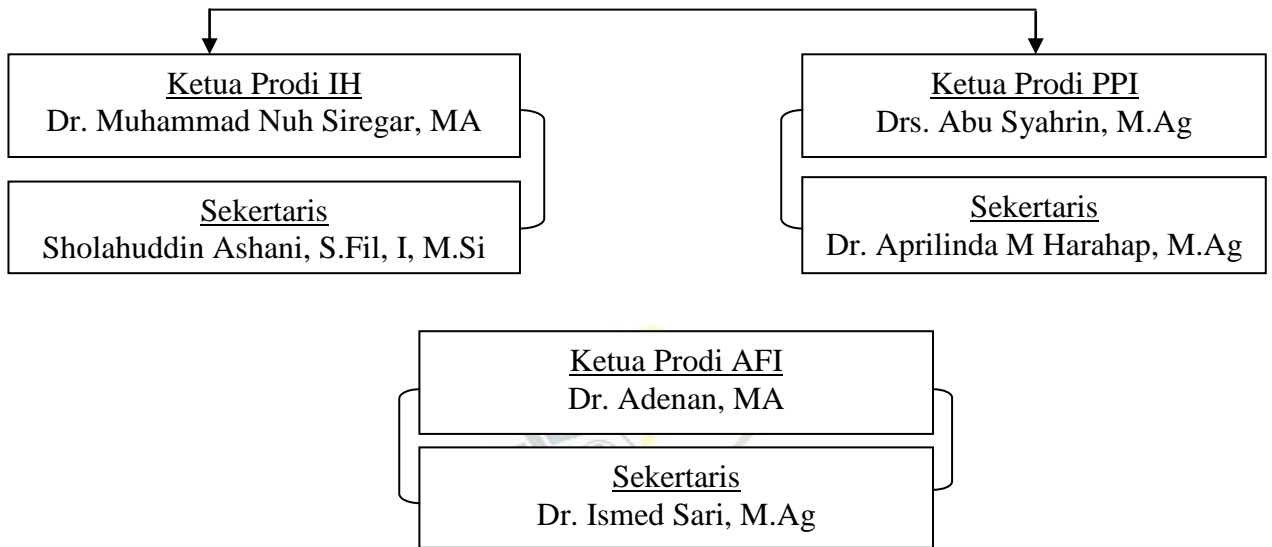 Ketua Prodi IH
Dr. Muhammad Nuh Siregar, MA
Sekertaris
Sholahuddin Ashani, S.Fil, I, M.Si
Ketua Prodi PPI
Drs. Abu Syahrin, M.Ag
Sekertaris
Dr. Aprilinda M Harahap, M.Ag
Ketua Prodi AFI
Dr. Adenan, MA
Sekertaris
Dr. Ismed Sari, M.Ag